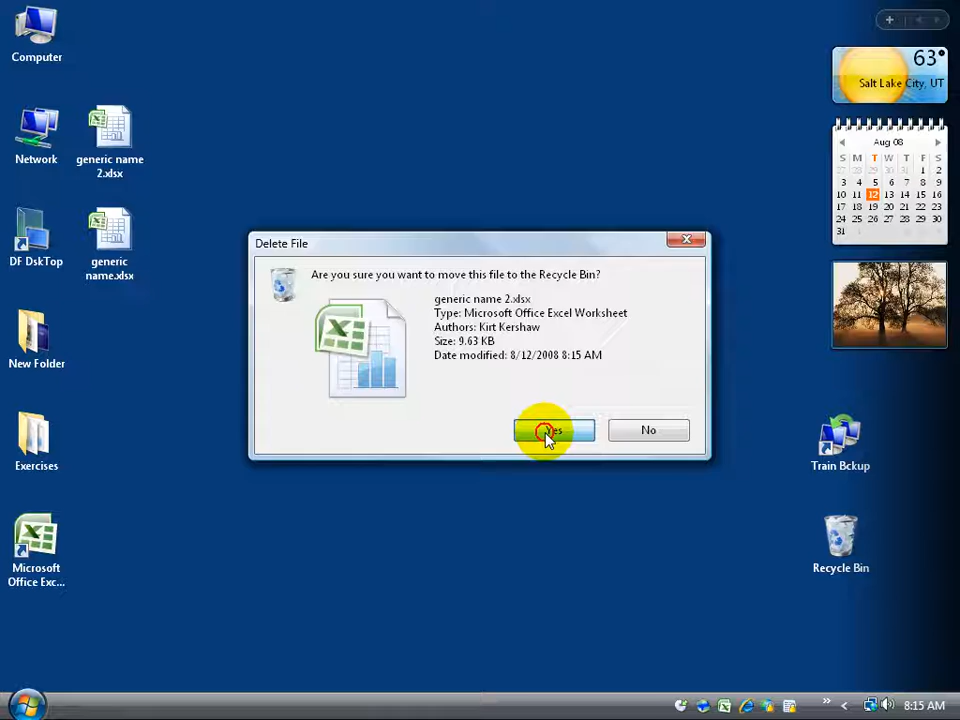 Computer
Network
generic name
2.xlsx
DF DskTop
generic
name.xlsx
New Folder
Exercises
Microsoft
Office Exc...
Delete File
Are you sure you want to move this file to the Recycle Bin?
generic name 2.xlsx
Type: Microsoft Office Excel Worksheet
Authors: Kirt Kershaw
Size: 9.63 KB
Date modified: 8/12/2008 8:15 AM
Yes
No
63°
Salt Lake City, UT
Aug 08
S M T W T F S
27 28 29 30 31 1 2
3 4 5 6 7 8 9
10 11 12 13 14 15 16
17 18 19 20 21 22 23
24 25 26 27 28 29 30
31
Train Bckup
Recycle Bin
8:15 AM